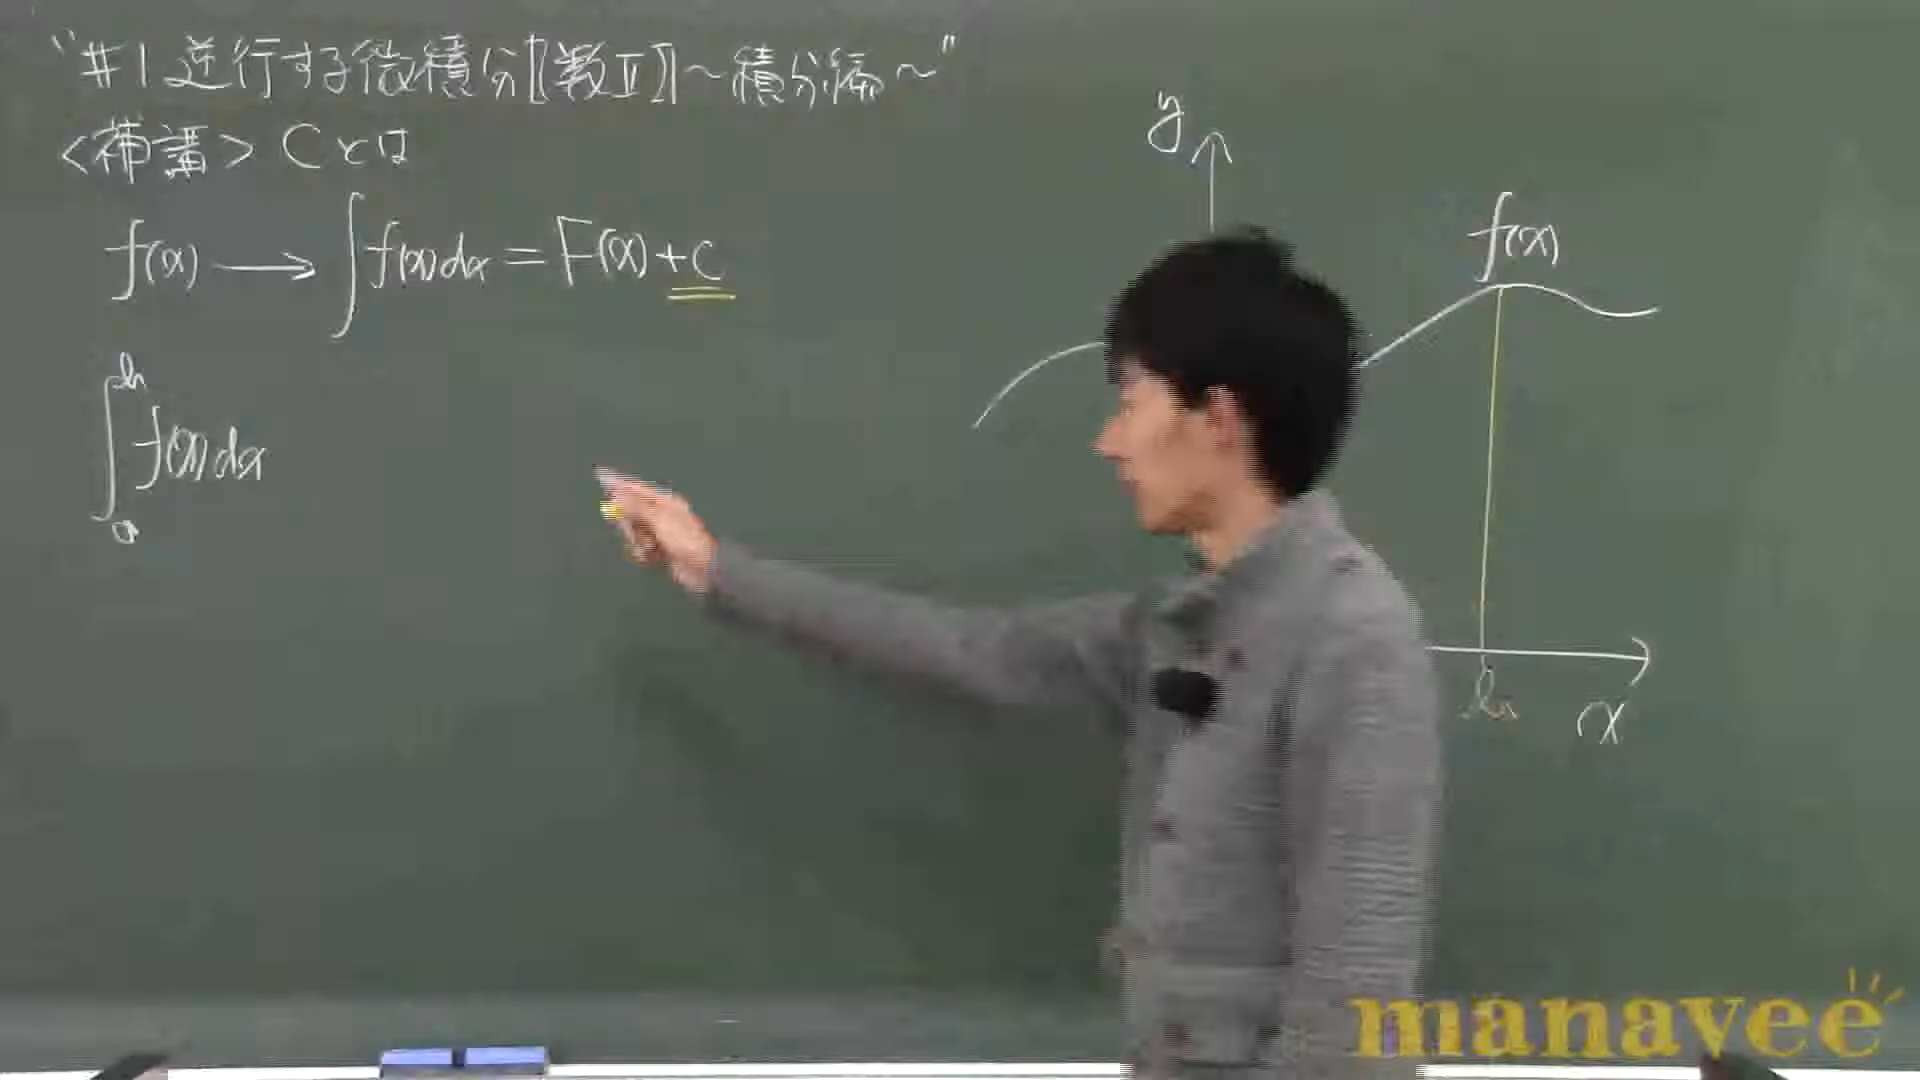 "#1 逆行する微積分【数Ⅱ】～積分編～"
<補講> Cとは
f(x) → ∫f(x)dx = F(x) + C
∫_a^b f(x)dx
y
f(x)
b
x
manavee